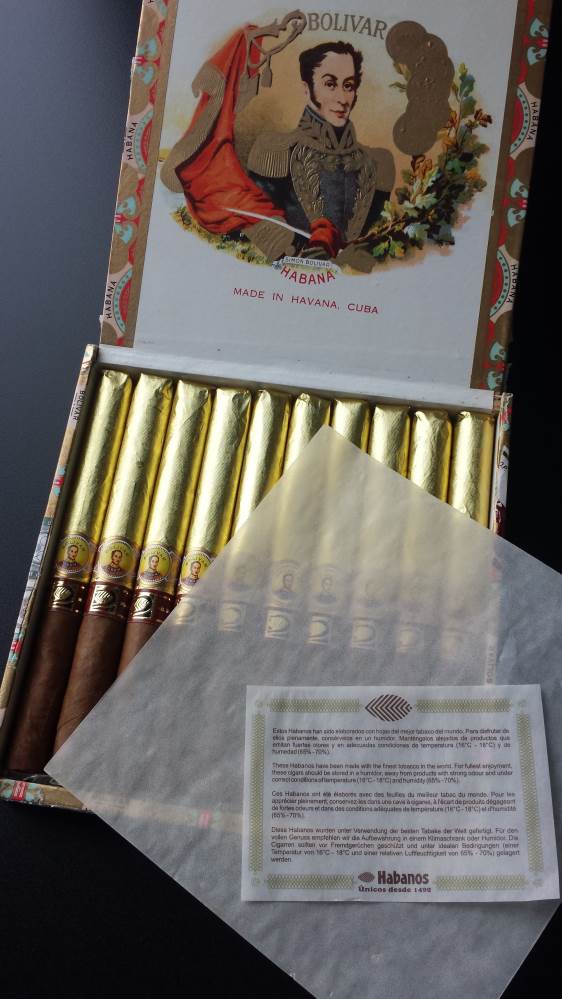 BOLIVAR
SIMON BOLIVAR
HABANA
MADE IN HAVANA, CUBA
HABANA
HABANA
HABANA
HABANA
BOLIVAR
Estos Habanos han sido elaborados con hojas del mejor tabaco del mundo. Para disfrutar de
ellos plenamente, consérvelos en un humidor. Manténgalos alejados de productos que
emitan fuertes olores y en adecuadas condiciones de temperatura (16°C - 18°C) y de
humedad (65% - 70%).
These Habanos have been made with the finest tobaccos in the world. For fullest enjoyment,
these cigars should be stored in a humidor, away from products with strong odour and under
correct conditions of temperature (16°C - 18°C) and humidity (65% - 70%).
Ces Habanos ont été élaborés avec des feuilles du meilleur tabac du monde. Pour les
apprécier pleinement, conservez-les dans une cave à cigares, à l'écart de produits dégageant
de fortes odeurs et dans des conditions adéquates de température (16°C - 18°C) et d'humidité
(65% - 70%).
Diese Habanos wurden unter Verwendung der besten Tabake der Welt gefertigt. Für den
vollen Genuss empfehlen wir die Aufbewahrung in einem Klimaschrank oder Humidor. Die
Cigarren sollten vor Fremdgerüchen geschützt und unter idealen Bedingungen (einer
Temperatur von 16°C - 18°C und einer relativen Luftfeuchtigkeit von 65% - 70%) gelagert
werden.
Habanos
Únicos desde 1492